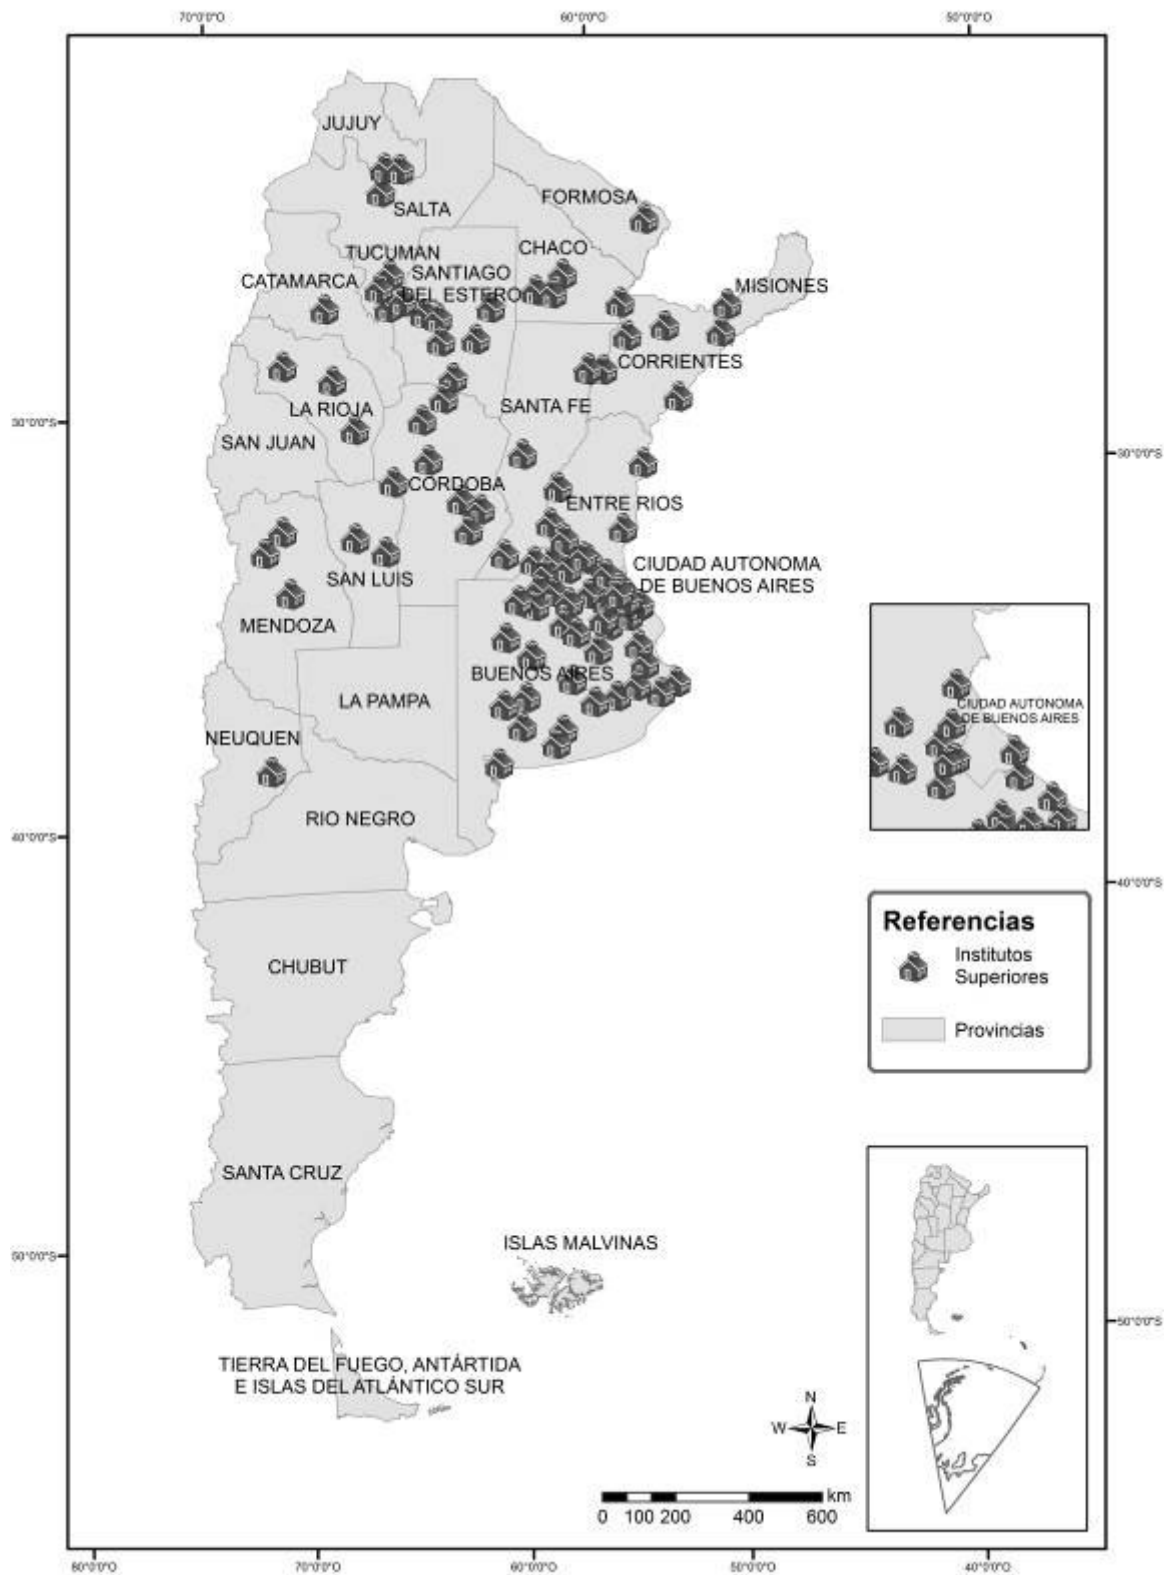 70°0'0"O
60°0'0"O
50°0'0"O
JUJUY
SALTA
FORMOSA
TUCUMAN
CHACO
SANTIAGO
DEL ESTERO
CATAMARCA
MISIONES
CORRIENTES
SANTA FE
LA RIOJA
30°0'0"S
30°0'0"S
SAN JUAN
CORDOBA
ENTRE RIOS
CIUDAD AUTONOMA
DE BUENOS AIRES
SAN LUIS
MENDOZA
BUENOS AIRES
LA PAMPA
CIUDAD AUTONOMA
DE BUENOS AIRES
NEUQUEN
RIO NEGRO
40°0'0"S
40°0'0"S
Referencias
Institutos
Superiores
Provincias
CHUBUT
SANTA CRUZ
ISLAS MALVINAS
50°0'0"S
50°0'0"S
TIERRA DEL FUEGO, ANTÁRTIDA
E ISLAS DEL ATLÁNTICO SUR
N
W E
S
km
0 100 200 400 600
80°0'0"O
70°0'0"O
60°0'0"O
50°0'0"O
40°0'0"O